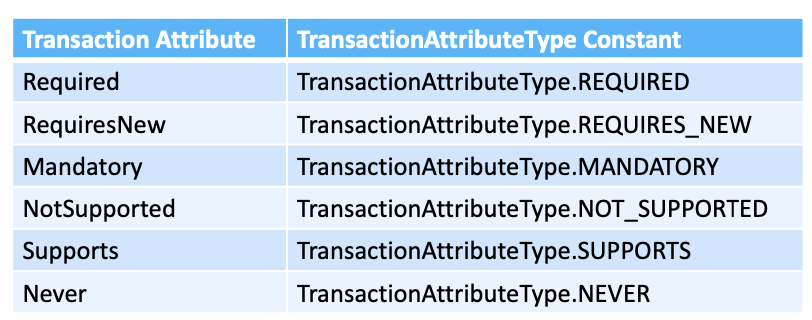 Transaction Attribute TransactionAttributeType Constant
Required TransactionAttributeType.REQUIRED
RequiresNew TransactionAttributeType.REQUIRES_NEW
Mandatory TransactionAttributeType.MANDATORY
NotSupported TransactionAttributeType.NOT_SUPPORTED
Supports TransactionAttributeType.SUPPORTS
Never TransactionAttributeType.NEVER